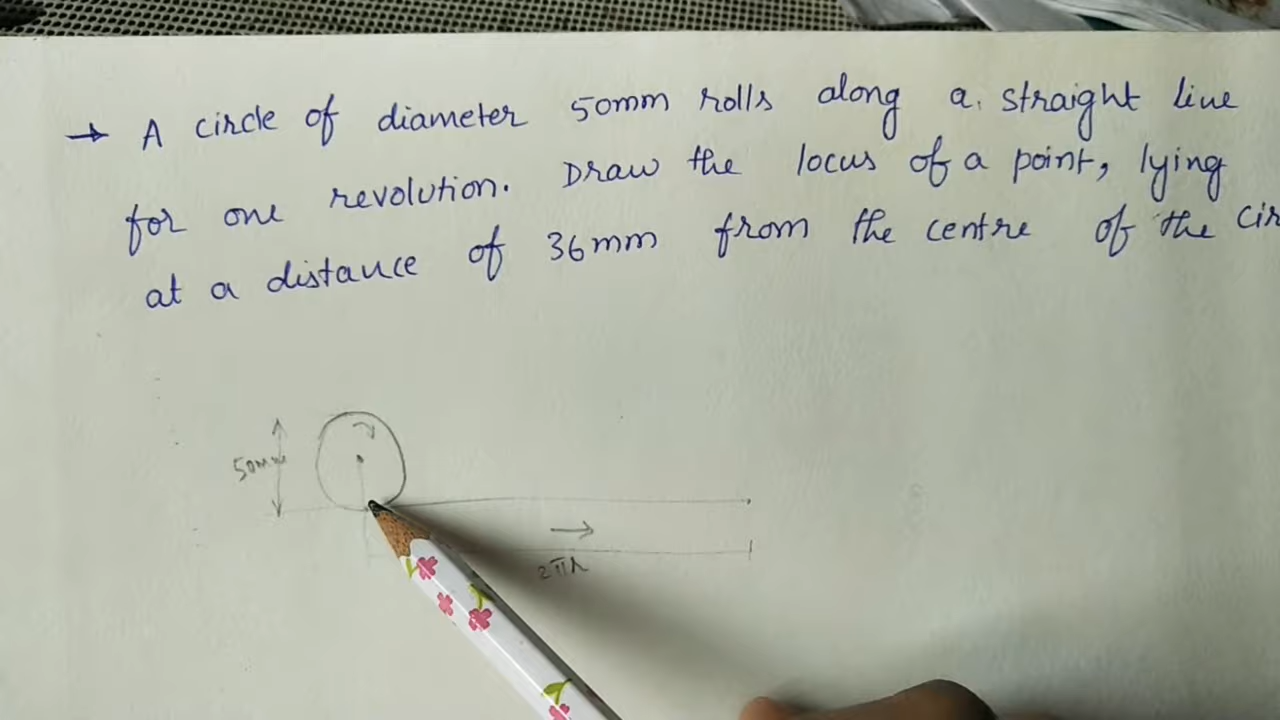 → A circle of diameter 50mm rolls along a straight line
for one revolution. Draw the locus of a point, lying
at a distance of 36mm from the centre of the cir
50mm
2πr